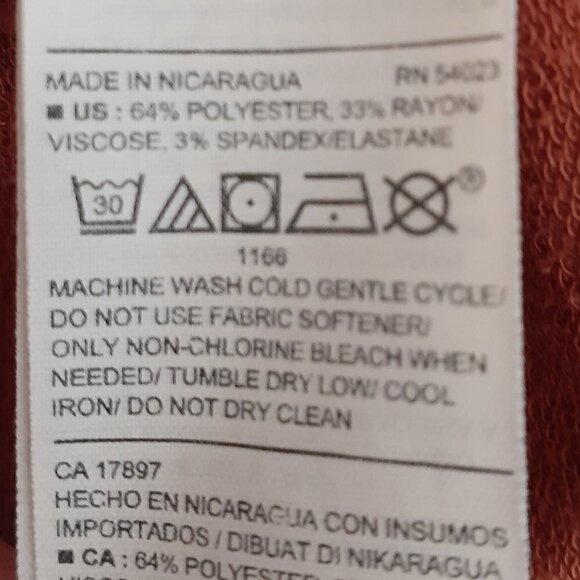 MADE IN NICARAGUA RN 54023
US : 64% POLYESTER, 33% RAYON/
VISCOSE, 3% SPANDEX/ELASTANE
30
®
1166
MACHINE WASH COLD GENTLE CYCLE/
DO NOT USE FABRIC SOFTENER/
ONLY NON-CHLORINE BLEACH WHEN
NEEDED/ TUMBLE DRY LOW/ COOL
IRON/ DO NOT DRY CLEAN
CA 17897
HECHO EN NICARAGUA CON INSUMOS
IMPORTADOS / DIBUAT DI NIKARAGUA
CA : 64% POLYESTER,